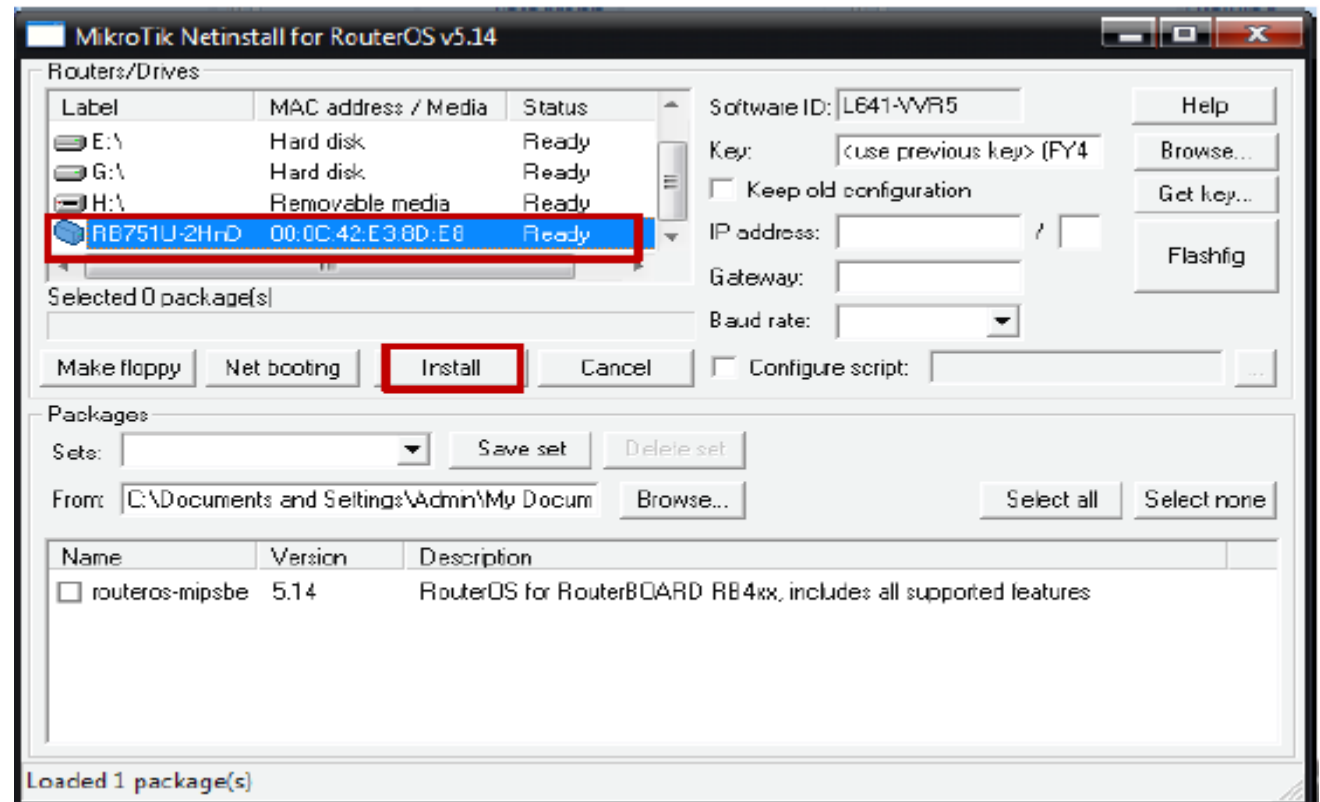 MikroTik Netinstall for RouterOS v5.14
Routers/Drives
Label MAC address / Media Status
E:\ Hard disk Ready
G:\ Hard disk Ready
H:\ Removable media Ready
RB751U-2HnD 00:0C:42:E3:8D:E8 Ready
Selected 0 package(s)
Make floppy Net booting Install Cancel
Software ID: L641-VVR5 Help
Key: <use previous key> (FY4 Browse...
Keep old configuration Get key...
IP address: / Flashfig
Gateway:
Baud rate:
Configure script: ...
Packages
Sets: Save set Delete set
From: C:\Documents and Settings\Admin\My Docum Browse... Select all Select none
Name Version Description
routeros-mipsbe 5.14 RouterOS for RouterBOARD RB4xx, includes all supported features
Loaded 1 package(s)